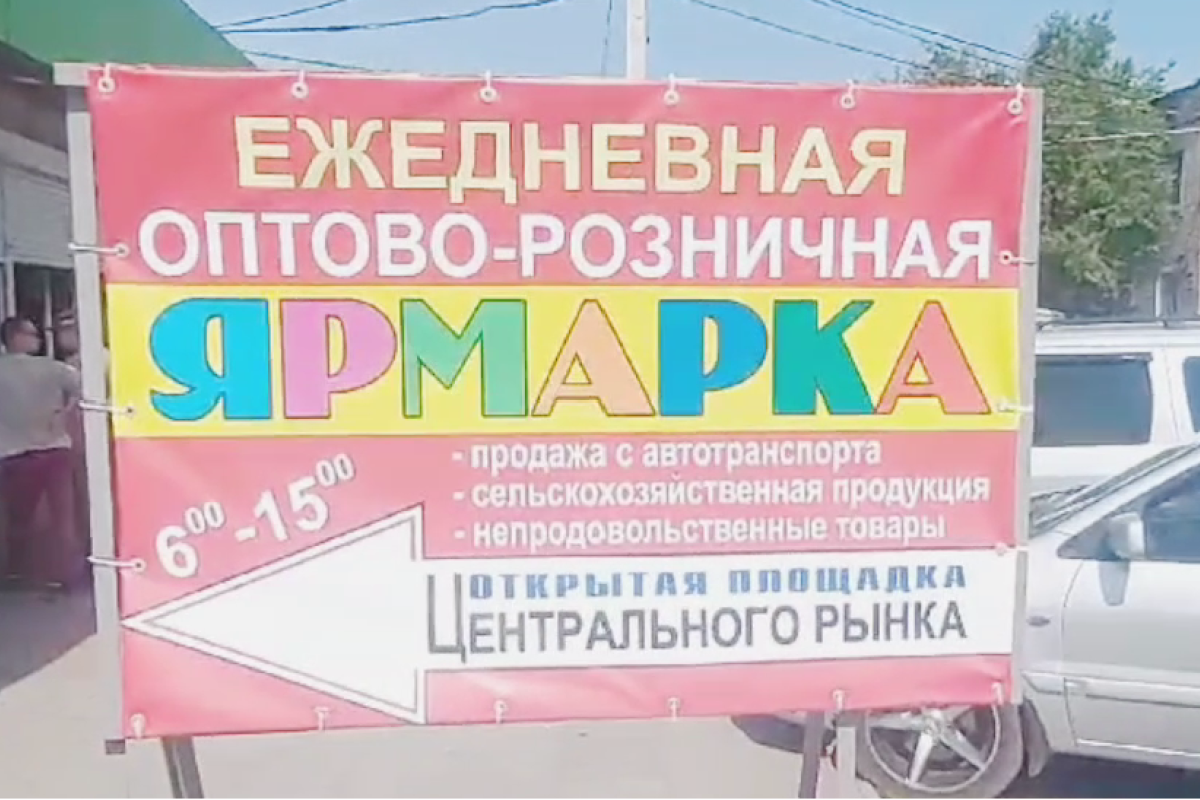 ЕЖЕДНЕВНАЯ
ОПТОВО-РОЗНИЧНАЯ
ЯРМАРКА
6⁰⁰-15⁰⁰
- продажа с автотранспорта
- сельскохозяйственная продукция
- непродовольственные товары
ОТКРЫТАЯ ПЛОЩАДКА
ЦЕНТРАЛЬНОГО РЫНКА